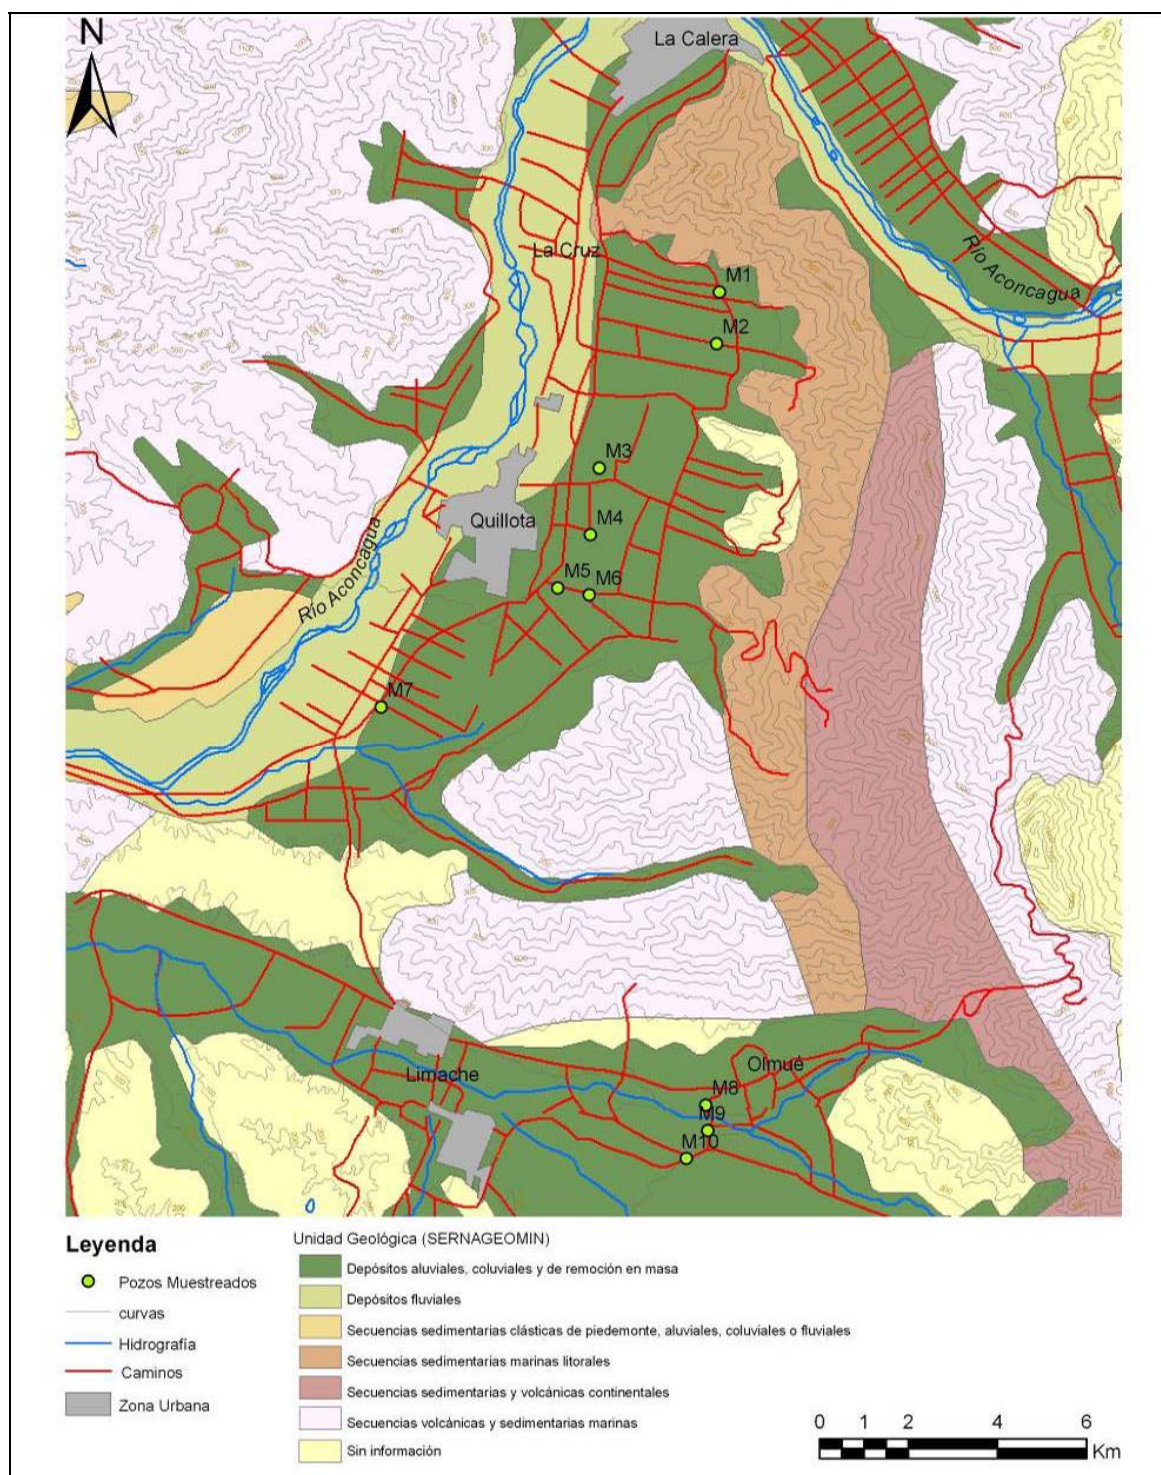 N
La Calera
La Cruz
Río Aconcagua
M1
M2
M3
M4
Quillota
M5
M6
Río Aconcagua
M7
Olmué
Limache
M8
M9
M10
Leyenda
Pozos Muestreados
curvas
Hidrografía
Caminos
Zona Urbana
Unidad Geológica (SERNAGEOMIN)
Depósitos aluviales, coluviales y de remoción en masa
Depósitos fluviales
Secuencias sedimentarias clásticas de piedemonte, aluviales, coluviales o fluviales
Secuencias sedimentarias marinas litorales
Secuencias sedimentarias y volcánicas continentales
Secuencias volcánicas y sedimentarias marinas
Sin información
0 1 2 4 6
Km